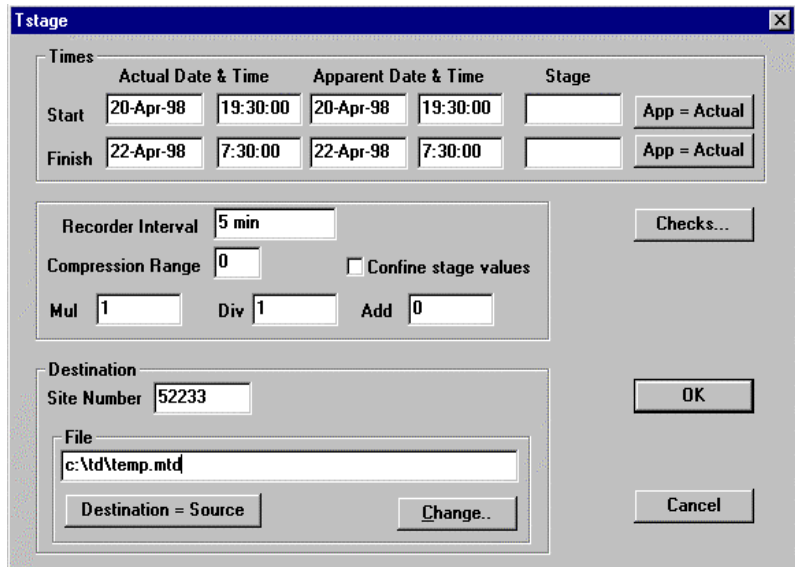 Tstage
Times
Actual Date & Time Apparent Date & Time Stage
Start 20-Apr-98 19:30:00 20-Apr-98 19:30:00 App = Actual
Finish 22-Apr-98 7:30:00 22-Apr-98 7:30:00 App = Actual
Recorder Interval 5 min Checks...
Compression Range 0 Confine stage values
Mul 1 Div 1 Add 0
Destination
Site Number 52233 OK
File
c:\td\temp.mtd
Destination = Source Change.. Cancel